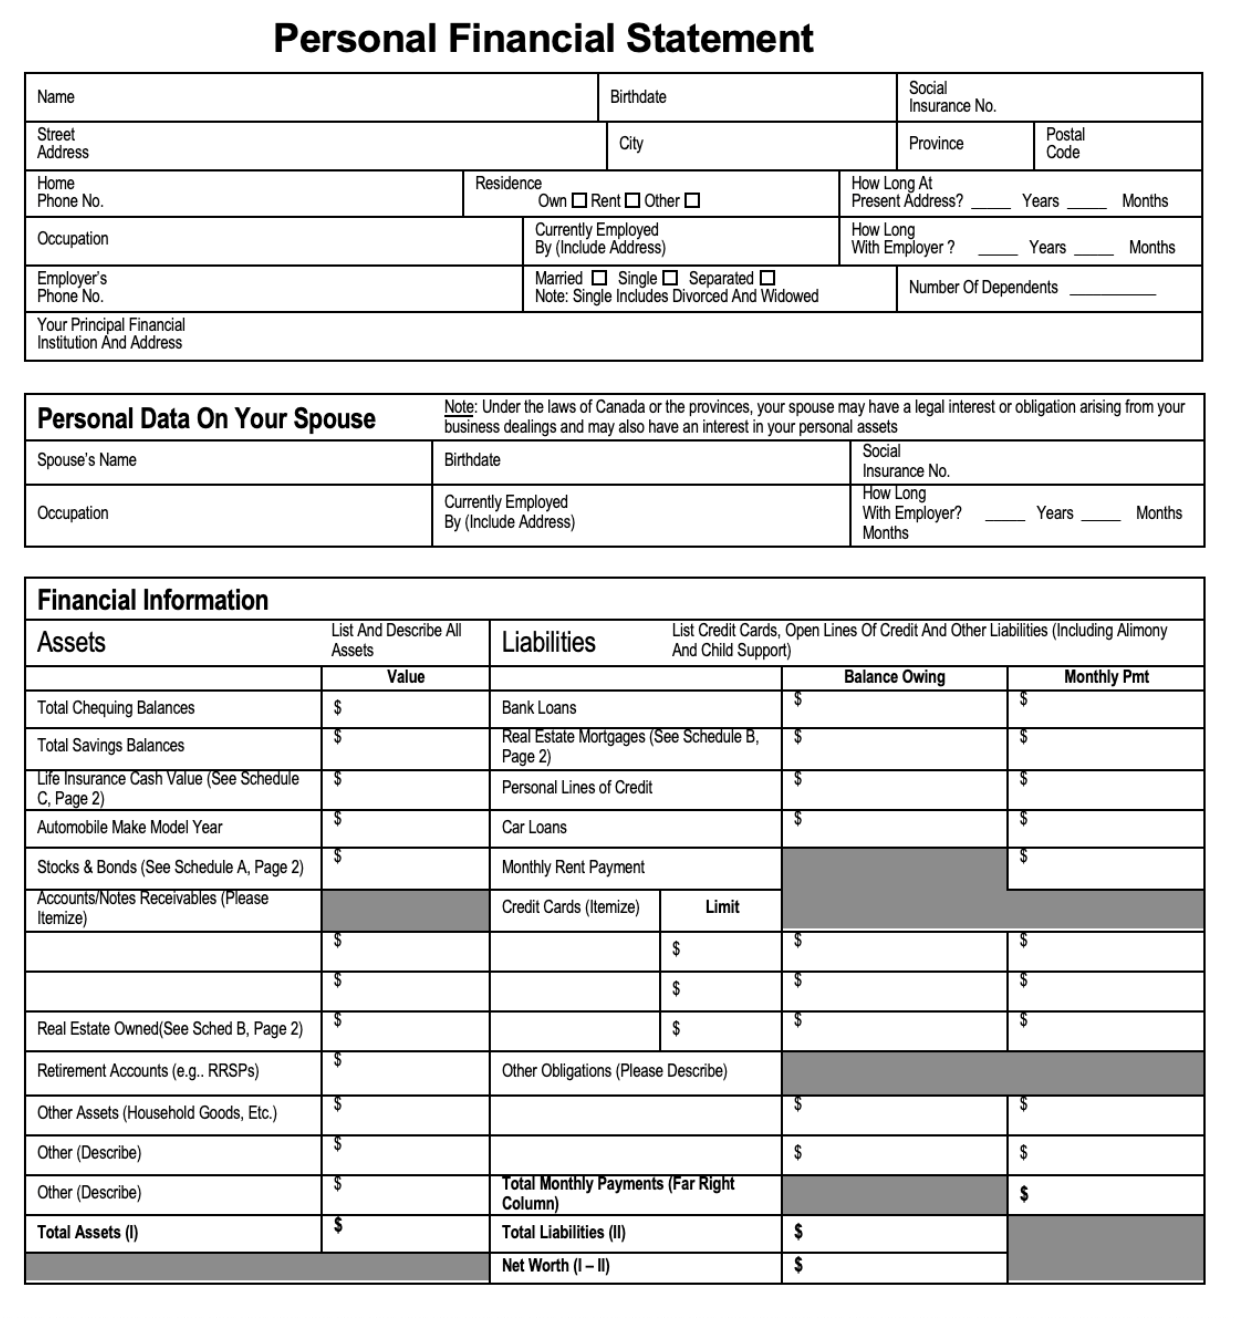 Personal Financial Statement
Name
Birthdate
Social
Insurance No.
Street
Address
City
Province
Postal
Code
Home
Phone No.
Residence
Own ☐ Rent ☐ Other ☐
How Long At
Present Address? _____ Years _____ Months
Occupation
Currently Employed
By (Include Address)
How Long
With Employer ? _____ Years _____ Months
Employer's
Phone No.
Married ☐ Single ☐ Separated ☐
Note: Single Includes Divorced And Widowed
Number Of Dependents ___________
Your Principal Financial
Institution And Address
Personal Data On Your Spouse
Note: Under the laws of Canada or the provinces, your spouse may have a legal interest or obligation arising from your
business dealings and may also have an interest in your personal assets
Spouse's Name
Birthdate
Social
Insurance No.
Occupation
Currently Employed
By (Include Address)
How Long
With Employer? _____ Years _____ Months
Months
Financial Information
Assets
List And Describe All
Assets
Liabilities
List Credit Cards, Open Lines Of Credit And Other Liabilities (Including Alimony
And Child Support)
Value
Balance Owing
Monthly Pmt
Total Chequing Balances
$
Bank Loans
$
$
Total Savings Balances
$
Real Estate Mortgages (See Schedule B,
Page 2)
$
$
Life Insurance Cash Value (See Schedule
C, Page 2)
$
Personal Lines of Credit
$
$
Automobile Make Model Year
$
Car Loans
$
$
Stocks & Bonds (See Schedule A, Page 2)
$
Monthly Rent Payment
$
Accounts/Notes Receivables (Please
Itemize)
Credit Cards (Itemize)
Limit
$
$
$
$
$
$
$
$
Real Estate Owned(See Sched B, Page 2)
$
$
$
$
Retirement Accounts (e.g.. RRSPs)
$
Other Obligations (Please Describe)
Other Assets (Household Goods, Etc.)
$
$
$
Other (Describe)
$
$
$
Other (Describe)
$
Total Monthly Payments (Far Right
Column)
$
Total Assets (I)
$
Total Liabilities (II)
$
Net Worth (I – II)
$